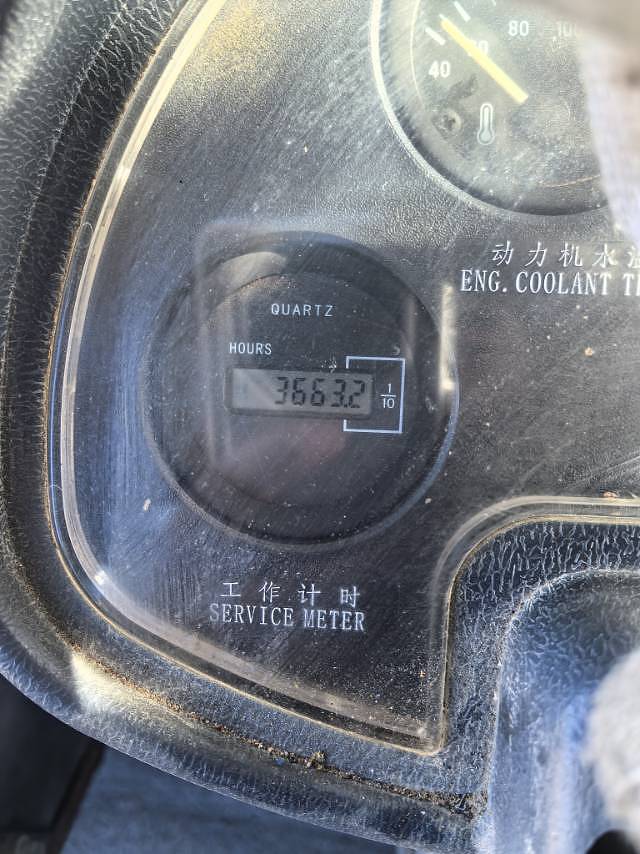 80 100
40
动力机水
ENG. COOLANT
QUARTZ
HOURS
3663.2
1/10
工作计时
SERVICE METER